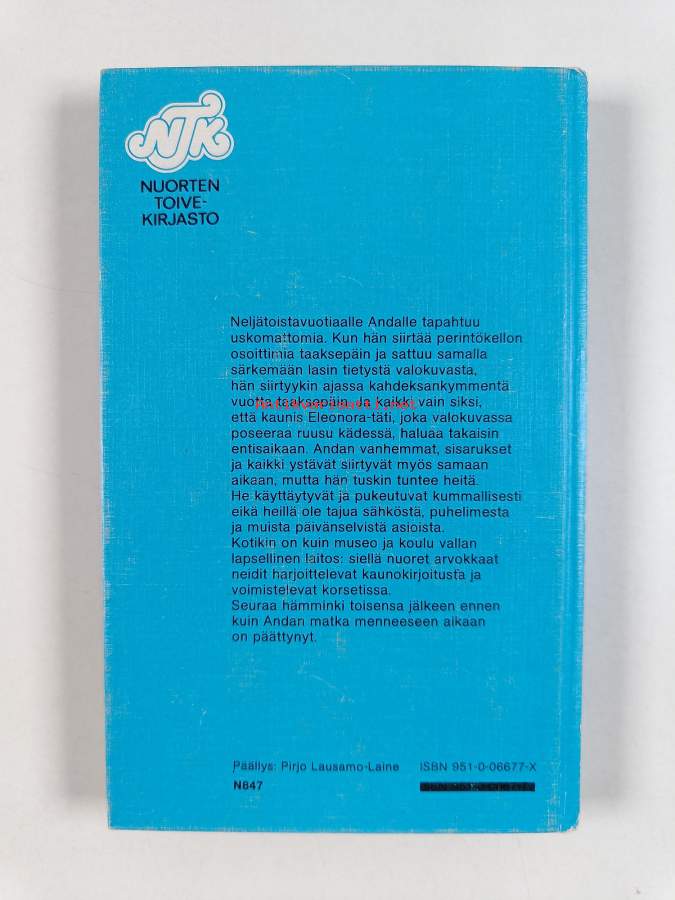 NTK
NUORTEN
TOIVE-
KIRJASTO
Neljätoistavuotiaalle Andalle tapahtuu
uskomattomia. Kun hän siirtää perintökellon
osoittimia taaksepäin ja sattuu samalla
särkemään lasin tietystä valokuvasta,
hän siirtyykin ajassa kahdeksankymmentä
vuotta taaksepäin. Ja kaikki vain siksi,
Antikvariaatti.net
että kaunis Eleonora-täti, joka valokuvassa
poseeraa ruusu kädessä, haluaa takaisin
entisaikaan. Andan vanhemmat, sisarukset
ja kaikki ystävät siirtyvät myös samaan
aikaan, mutta hän tuskin tuntee heitä.
He käyttäytyvät ja pukeutuvat kummallisesti
eikä heillä ole tajua sähköstä, puhelimesta
ja muista päivänselvistä asioista.
Kotikin on kuin museo ja koulu vallan
lapsellinen laitos: siellä nuoret arvokkaat
neidit harjoittelevat kaunokirjoitusta ja
voimistelevat korsetissa.
Seuraa hämminki toisensa jälkeen ennen
kuin Andan matka menneeseen aikaan
on päättynyt.
Päällys: Pirjo Lausamo-Laine ISBN 951-0-06677-X
N647